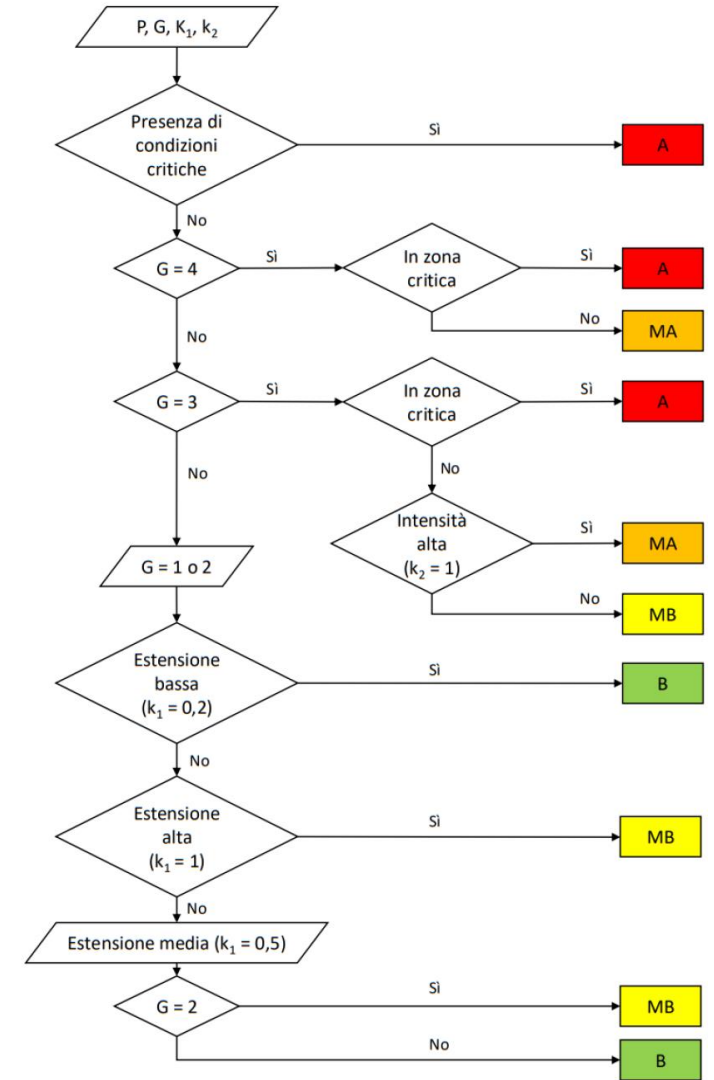 P, G, K₁, k₂
Presenza di
condizioni
critiche
Sì
A
No
G = 4
Sì
In zona
critica
Sì
A
No
MA
No
G = 3
Sì
In zona
critica
Sì
A
No
No
Intensità
alta
(k₂ = 1)
Sì
MA
No
MB
G = 1 o 2
Estensione
bassa
(k₁ = 0,2)
Sì
B
No
Estensione
alta
(k₁ = 1)
Sì
MB
No
Estensione media (k₁ = 0,5)
G = 2
Sì
MB
No
B